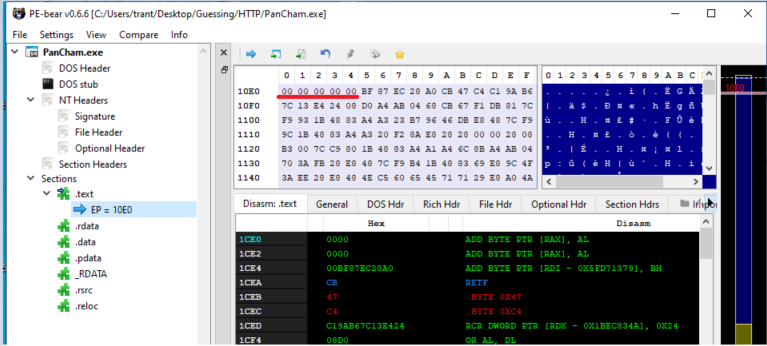 PE-bear v0.6.6 [C:/Users/trant/Desktop/Guessing/HTTP/PanCham.exe]
File Settings View Compare Info
PanCham.exe
DOS Header
DOS stub
NT Headers
Signature
File Header
Optional Header
Section Headers
Sections
.text
EP = 10E0
.rdata
.data
.pdata
_RDATA
.rsrc
.reloc
0 1 2 3 4 5 6 7 8 9 A B C D E F
10E0 00 00 00 00 00 BF 87 EC 28 A0 CB 47 C4 C1 9A B6
10F0 7C 13 E4 24 08 D0 A4 AB 04 68 CB 67 F1 DB 81 7C
1100 F9 93 1B 48 83 A4 A3 23 B7 96 46 DB E8 48 7C F9
1110 9C 1B 48 83 A4 A3 20 F2 8A E8 28 28 00 00 28 08
1120 B3 00 7C C9 80 1B 48 83 A4 A1 A4 6C 8B A4 AB 04
1130 70 3A FB 28 E8 48 7C F9 B4 1B 48 83 69 E8 9C 4F
1140 3A EE 28 E8 48 4C E5 60 65 45 71 71 29 E8 A0 4A
0 1 2 3 4 5 6 7 8 9 A B C
10E0
Disasm: .text General DOS Hdr Rich Hdr File Hdr Optional Hdr Section Hdrs Impor
Hex Disasm
1CE0 0000 ADD BYTE PTR [RAX], AL
1CE2 0000 ADD BYTE PTR [RAX], AL
1CE4 00BF87EC28A0 ADD BYTE PTR [RDI - 0X5FD71379], BH
1CEA CB RETF
1CEB 47 .BYTE 0X47
1CEC C4 .BYTE 0XC4
1CED C19AB67C13E424 RCR DWORD PTR [RDX - 0X1BEC834A], 0X24
1CF4 08D0 OR AL, DL